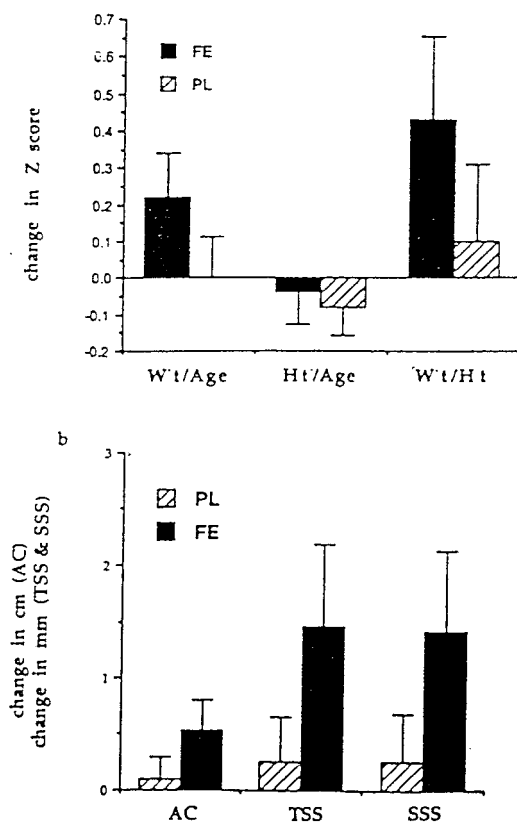 0.7
0.6
0.5
0.4
0.3
0.2
0.1
0.0
-0.1
-0.2
change in Z score
FE
PL
Wt/Age
Ht/Age
Wt/Ht
b
3
2
1
0
change in cm (AC)
change in mm (TSS & SSS)
PL
FE
AC
TSS
SSS